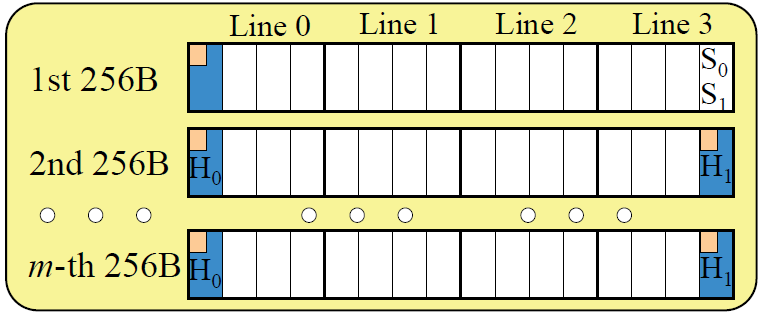 Line 0 Line 1 Line 2 Line 3
1st 256B S₀
S₁
2nd 256B H₀ H₁
m-th 256B H₀ H₁